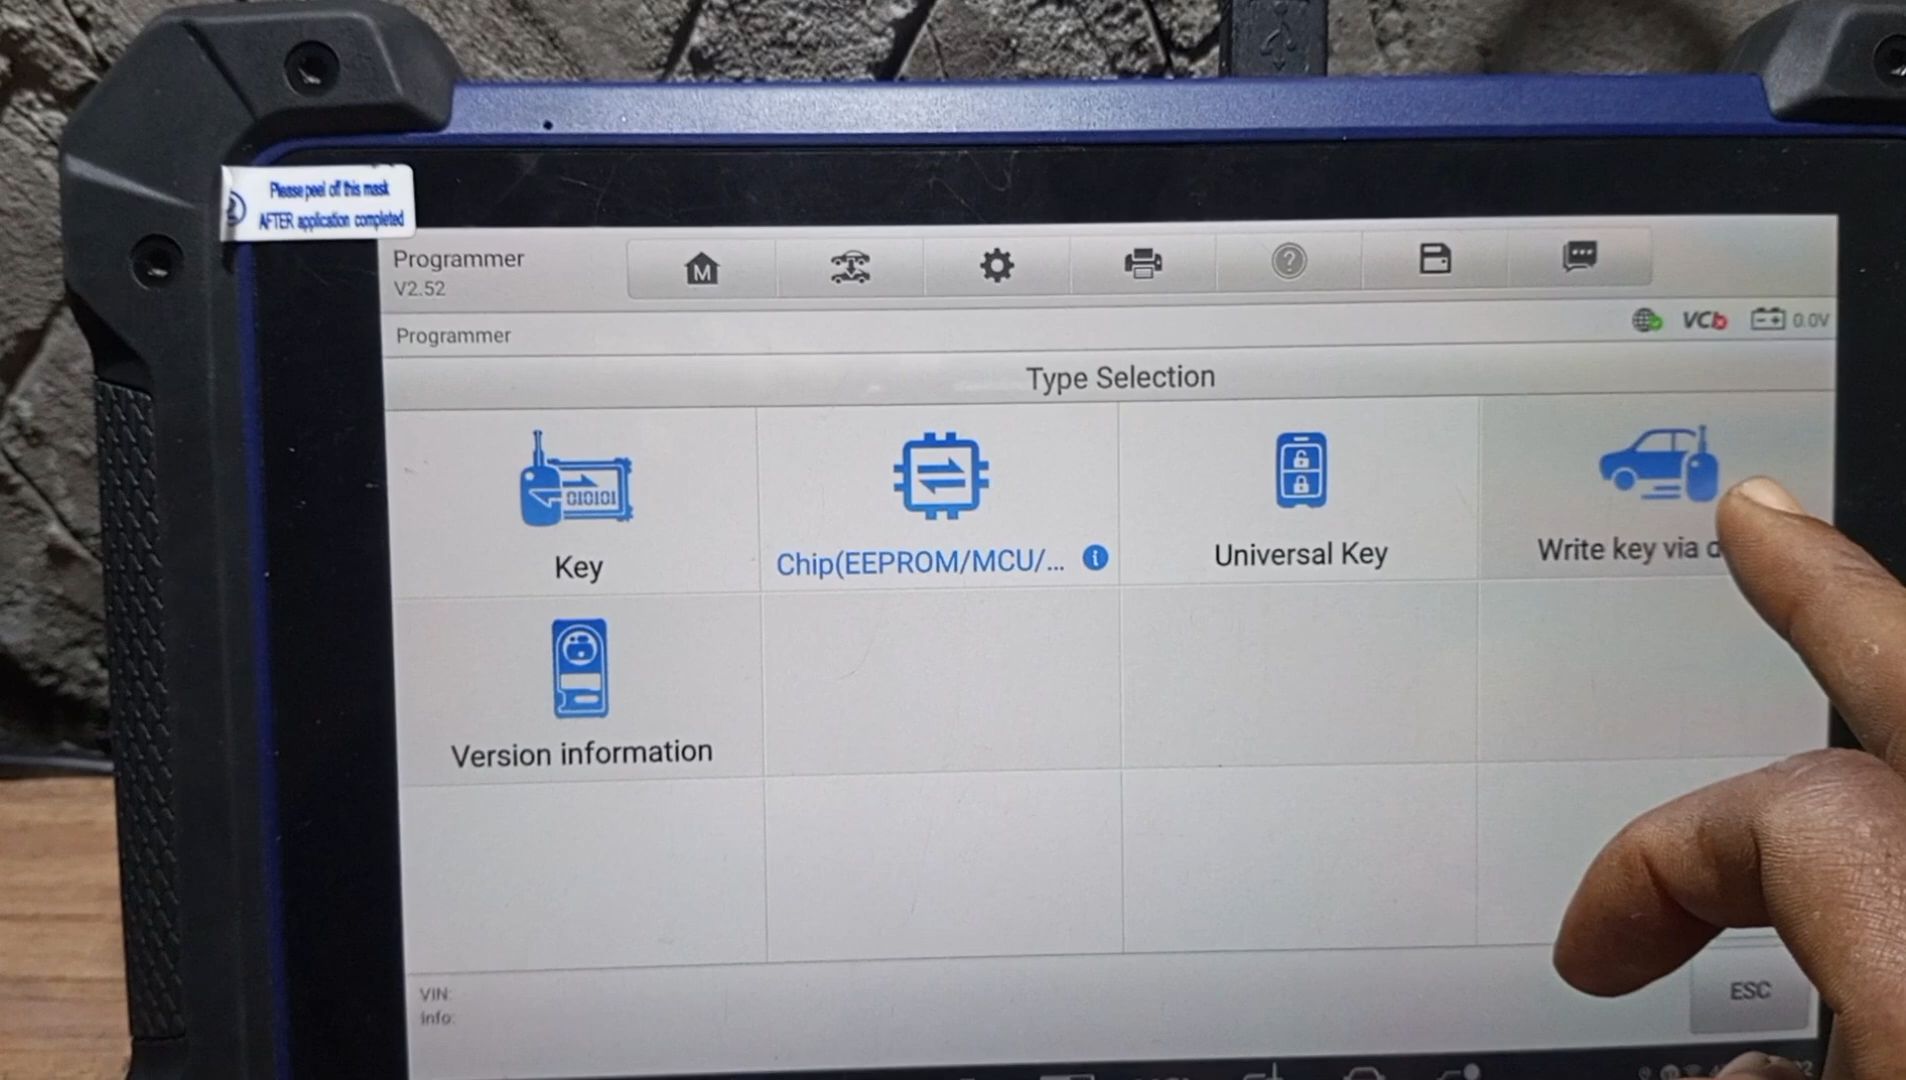 Please peel off this mask
AFTER application completed
Programmer
V2.52
M
?
Programmer
VCI
0.0V
Type Selection
010101
Key
Chip(EEPROM/MCU/...
i
Universal Key
Write key via
Version information
VIN:
Info:
ESC